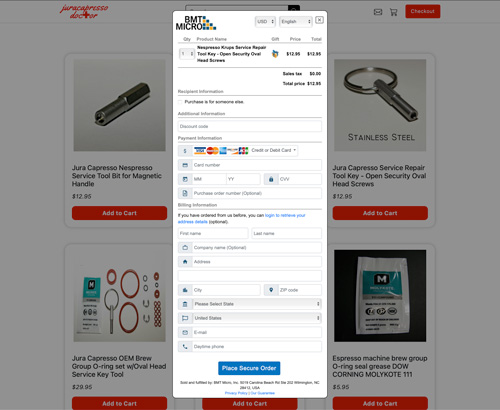 juracapresso
doctor
Checkout
BMT
MICRO
USD
English
Qty Product Name Gift Price Total
1 Nespresso Krups Service Repair $12.95 $12.95
Tool Key - Open Security Oval
Head Screws
Sales tax $0.00
Total price $12.95
Recipient Information
Purchase is for someone else.
Additional Information
Discount code
Payment Information
Credit or Debit Card
Card number
MM YY CVV
Purchase order number (Optional)
Billing Information
If you have ordered from us before, you can login to retrieve your
address details (optional).
First name Last name
Company name (Optional)
Address
City ZIP code
Please Select State
United States
E-mail
Daytime phone
Place Secure Order
Sold and fulfilled by: BMT Micro, Inc. 5019 Carolina Beach Rd Ste 202 Wilmington, NC
28412, USA
Privacy Policy | Our Guarantee
Jura Capresso Nespresso
Service Tool Bit for Magnetic
Handle
$12.95
Add to Cart
STAINLESS STEEL
Jura Capresso Service Repair
Tool Key - Open Security Oval
Head Screws
$12.95
Add to Cart
Jura Capresso OEM Brew
Group O-ring set w/Oval Head
Service Key Tool
$29.95
Add to Cart
MOLYKOTE
Espresso machine brew group
o-ring seal grease DOW
CORNNG MOLYKOTE 111
$5.95
Add to Cart
Add to Cart